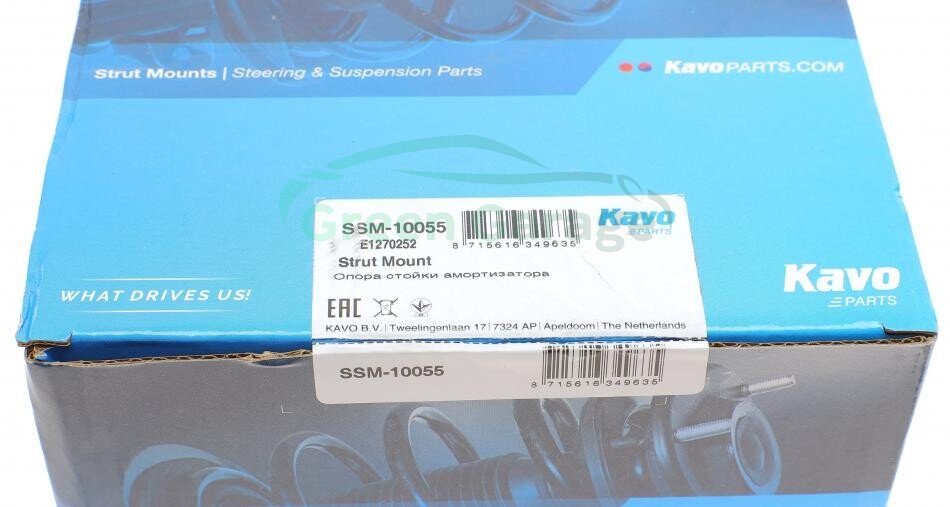 Strut Mounts | Steering & Suspension Parts
KavoPARTS.COM
Green Garage
SSM-10055
E1270252
8 715616 349635
Kavo
PARTS
Strut Mount
Опора стойки амортизатора
EAC
KAVO B.V. | Tweelingenlaan 17 | 7324 AP | Apeldoorn | The Netherlands
WHAT DRIVES US!
Kavo
PARTS
SSM-10055
8 715616 349635